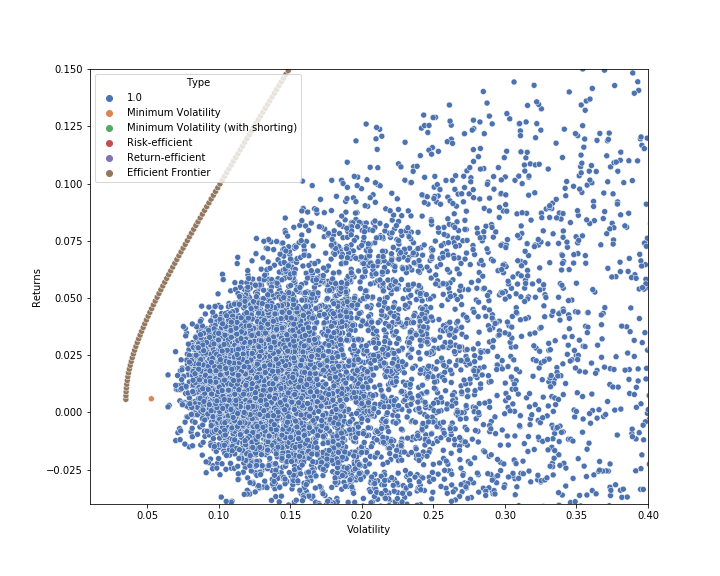 0.150
0.125
0.100
0.075
0.050
0.025
0.000
−0.025
Returns
Type
1.0
Minimum Volatility
Minimum Volatility (with shorting)
Risk-efficient
Return-efficient
Efficient Frontier
0.05 0.10 0.15 0.20 0.25 0.30 0.35 0.40
Volatility